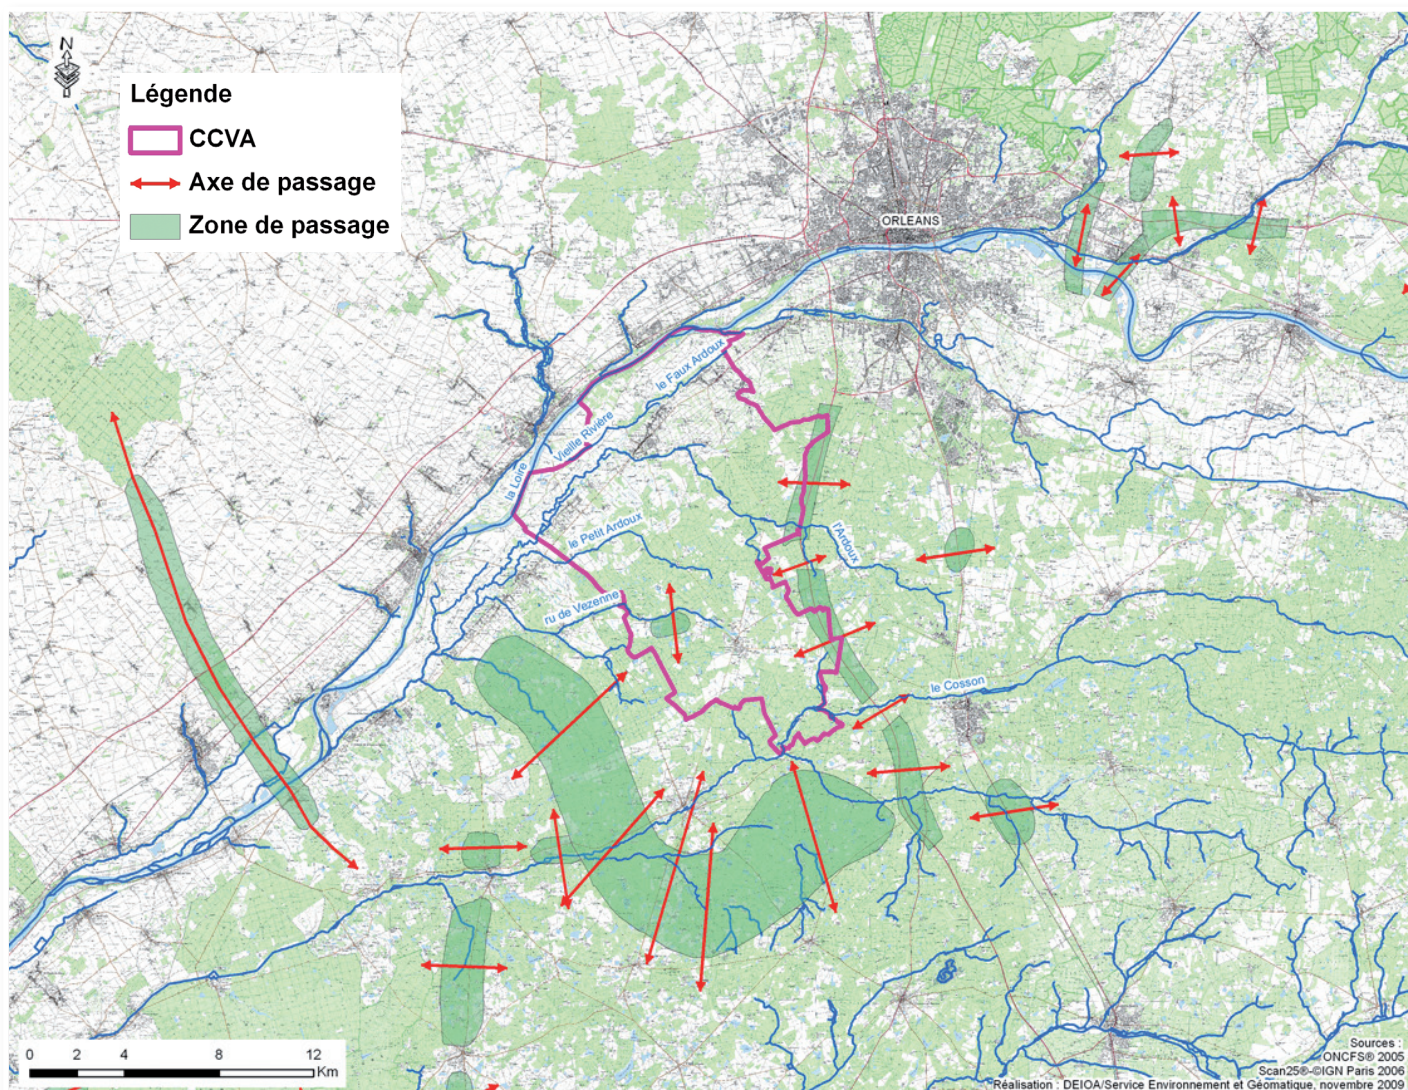 N
Légende
CCVA
Axe de passage
Zone de passage
ORLEANS
le Faux Ardoux
Vieille Rivière
la Loire
le Petit Ardoux
l'Ardoux
ru de Vezenne
le Cosson
0 2 4 8 12
Km
Sources :
ONCFS® 2005
Scan25®-©IGN Paris 2006
Réalisation : DEIOA/Service Environnement et Géomatique, novembre 2009